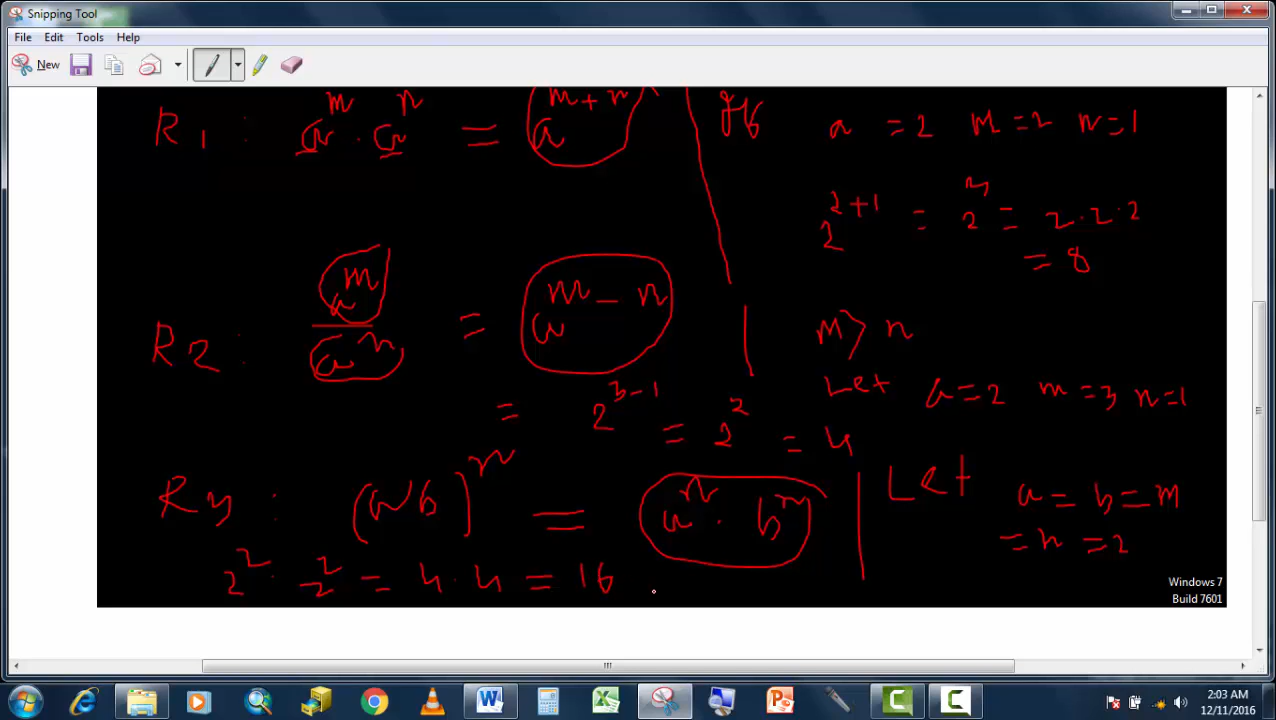 Snipping Tool
File Edit Tools Help
New
R1 : a^m · a^n = a^(m+n) If a = 2 m = 2 n = 1
2^(2+1) = 2^3 = 2 · 2 · 2
= 8
R2 : a^m / a^n = a^(m-n) m > n
Let a = 2 m = 3 n = 1
= 2^(3-1) = 2^2 = 4
R3 : (ab)^n = a^n · b^n Let a = b = m
= n = 2
2^2 · 2^2 = 4 · 4 = 16
Windows 7
Build 7601
2:03 AM
12/11/2016